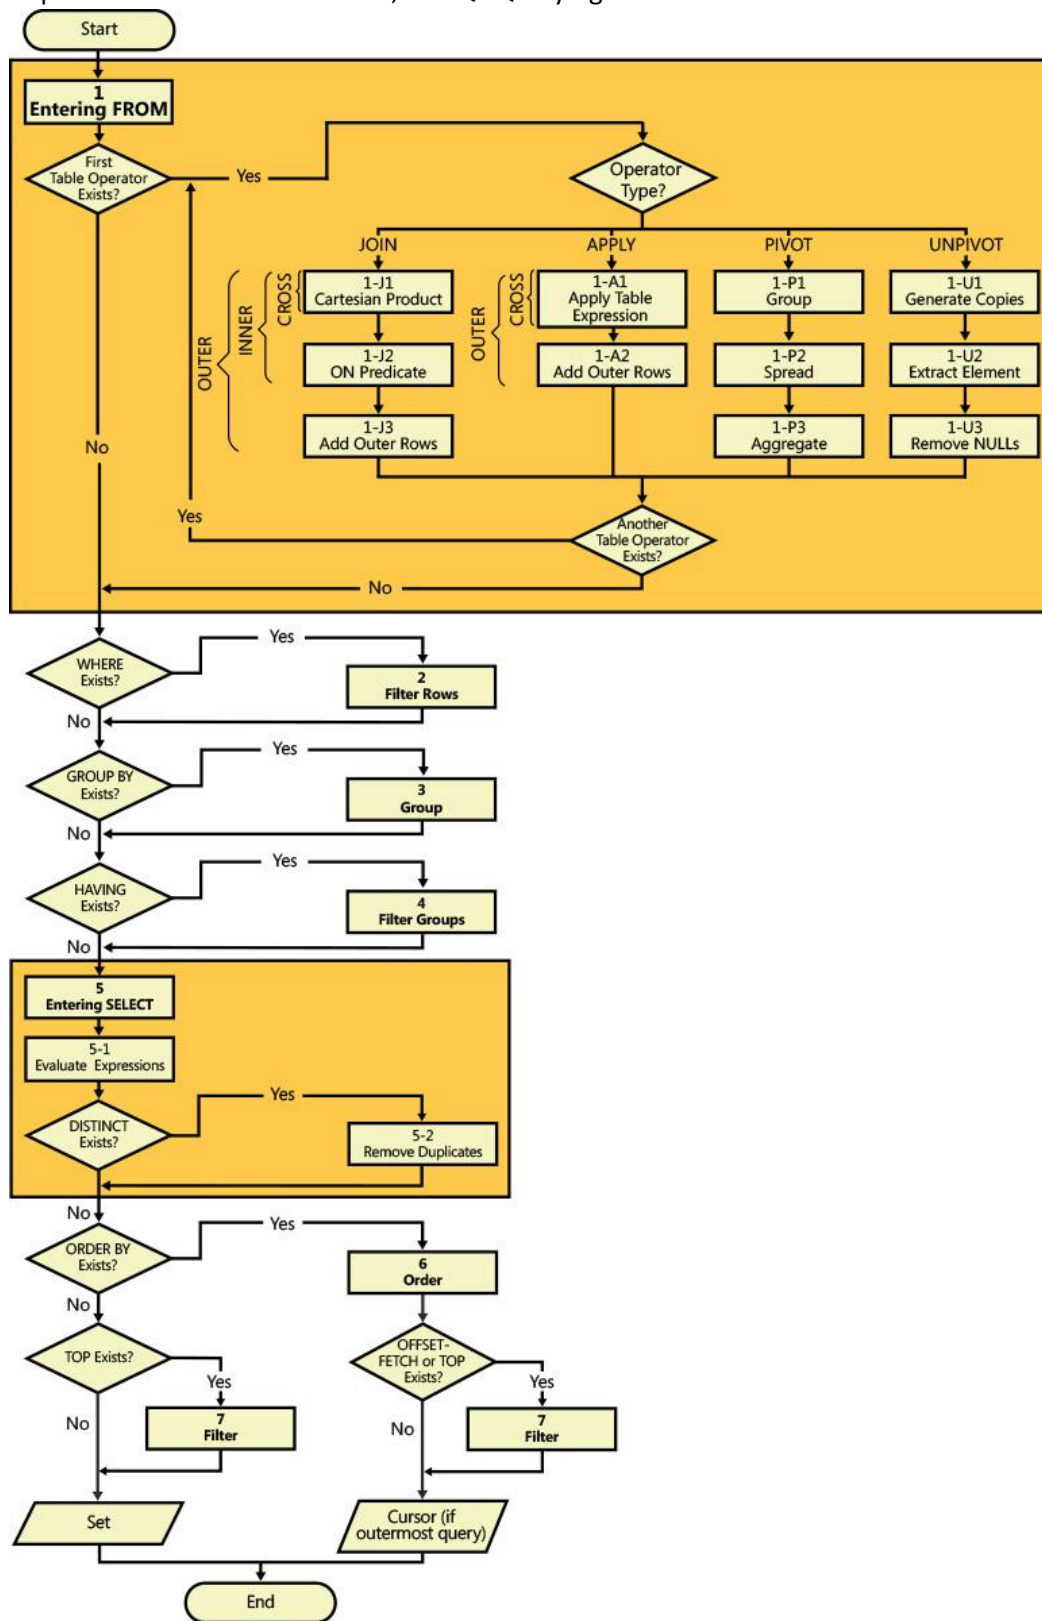 Start
1
Entering FROM
First
Table Operator
Exists?
Yes
Operator
Type?
JOIN
APPLY
PIVOT
UNPIVOT
OUTER
INNER
CROSS
1-J1
Cartesian Product
1-J2
ON Predicate
1-J3
Add Outer Rows
OUTER
CROSS
1-A1
Apply Table
Expression
1-A2
Add Outer Rows
1-P1
Group
1-P2
Spread
1-P3
Aggregate
1-U1
Generate Copies
1-U2
Extract Element
1-U3
Remove NULLs
No
Yes
Another
Table Operator
Exists?
No
WHERE
Exists?
Yes
2
Filter Rows
No
GROUP BY
Exists?
Yes
3
Group
No
HAVING
Exists?
Yes
4
Filter Groups
No
5
Entering SELECT
5-1
Evaluate Expressions
DISTINCT
Exists?
Yes
5-2
Remove Duplicates
No
ORDER BY
Exists?
Yes
6
Order
No
TOP Exists?
Yes
7
Filter
No
OFFSET-
FETCH or TOP
Exists?
Yes
7
Filter
No
Set
Cursor (if
outermost query)
End